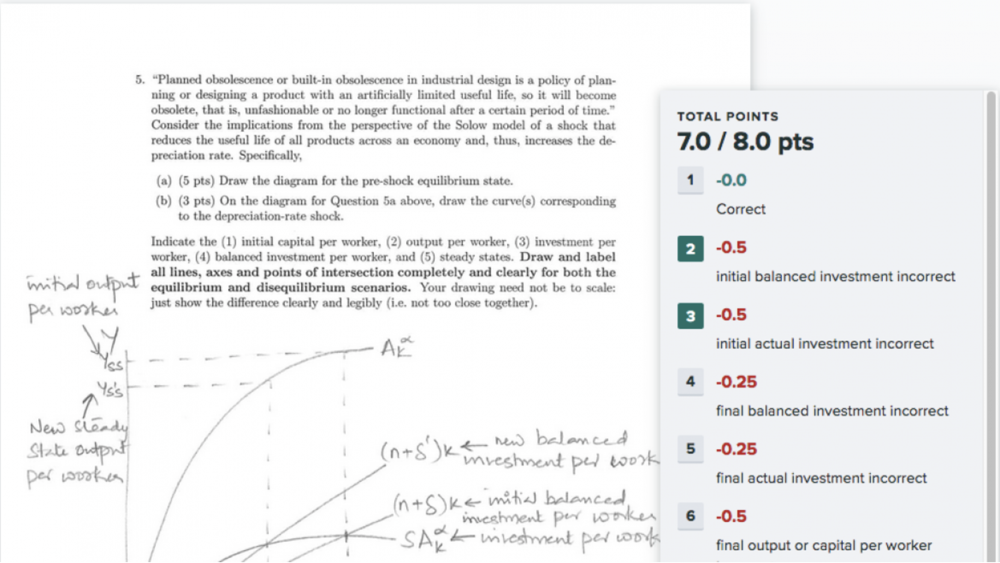 5. “Planned obsolescence or built-in obsolescence in industrial design is a policy of plan-
ning or designing a product with an artificially limited useful life, so it will become
obsolete, that is, unfashionable or no longer functional after a certain period of time.”
Consider the implications from the perspective of the Solow model of a shock that
reduces the useful life of all products across an economy and, thus, increases the de-
preciation rate. Specifically,
(a) (5 pts) Draw the diagram for the pre-shock equilibrium state.
(b) (3 pts) On the diagram for Question 5a above, draw the curve(s) corresponding
to the depreciation-rate shock.
Indicate the (1) initial capital per worker, (2) output per worker, (3) investment per
worker, (4) balanced investment per worker, and (5) steady states. Draw and label
all lines, axes and points of intersection completely and clearly for both the
equilibrium and disequilibrium scenarios. Your drawing need not be to scale:
just show the difference clearly and legibly (i.e. not too close together).
initial output
per worker
Y
Yss
Ys's
New steady
State output
per worker
AK^α
(n+δ')k ← new balanced
investment per work
(n+δ)k ← initial balanced
investment per worker
SAK^α ← investment per work
TOTAL POINTS
7.0 / 8.0 pts
1 -0.0
Correct
2 -0.5
initial balanced investment incorrect
3 -0.5
initial actual investment incorrect
4 -0.25
final balanced investment incorrect
5 -0.25
final actual investment incorrect
6 -0.5
final output or capital per worker